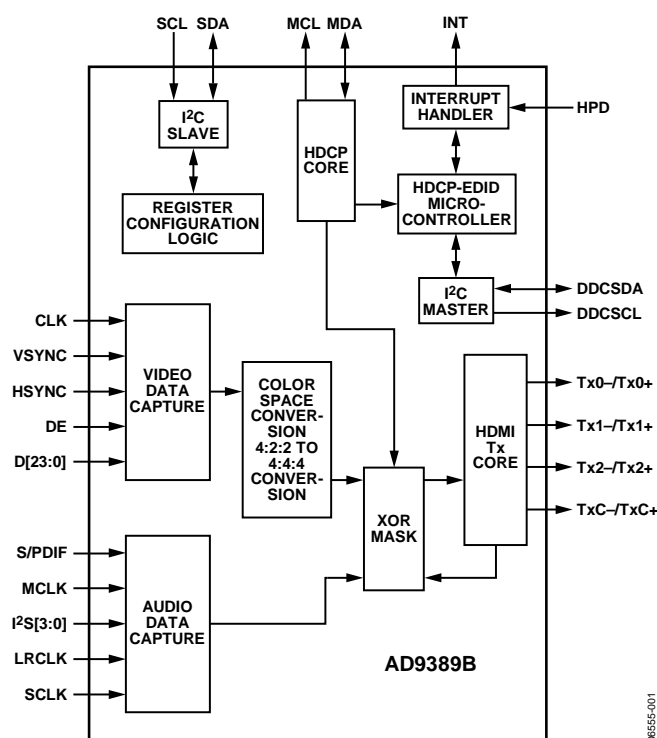 SCL SDA MCL MDA INT
I²C
SLAVE
REGISTER
CONFIGURATION
LOGIC
HDCP
CORE
INTERRUPT
HANDLER
HPD
HDCP-EDID
MICRO-
CONTROLLER
I²C
MASTER
DDCSDA
DDCSCL
CLK
VSYNC
HSYNC
DE
D[23:0]
VIDEO
DATA
CAPTURE
COLOR
SPACE
CONVER-
SION
4:2:2 TO
4:4:4
CONVER-
SION
XOR
MASK
HDMI
Tx
CORE
Tx0–/Tx0+
Tx1–/Tx1+
Tx2–/Tx2+
TxC–/TxC+
S/PDIF
MCLK
I²S[3:0]
LRCLK
SCLK
AUDIO
DATA
CAPTURE
AD9389B
06555-001